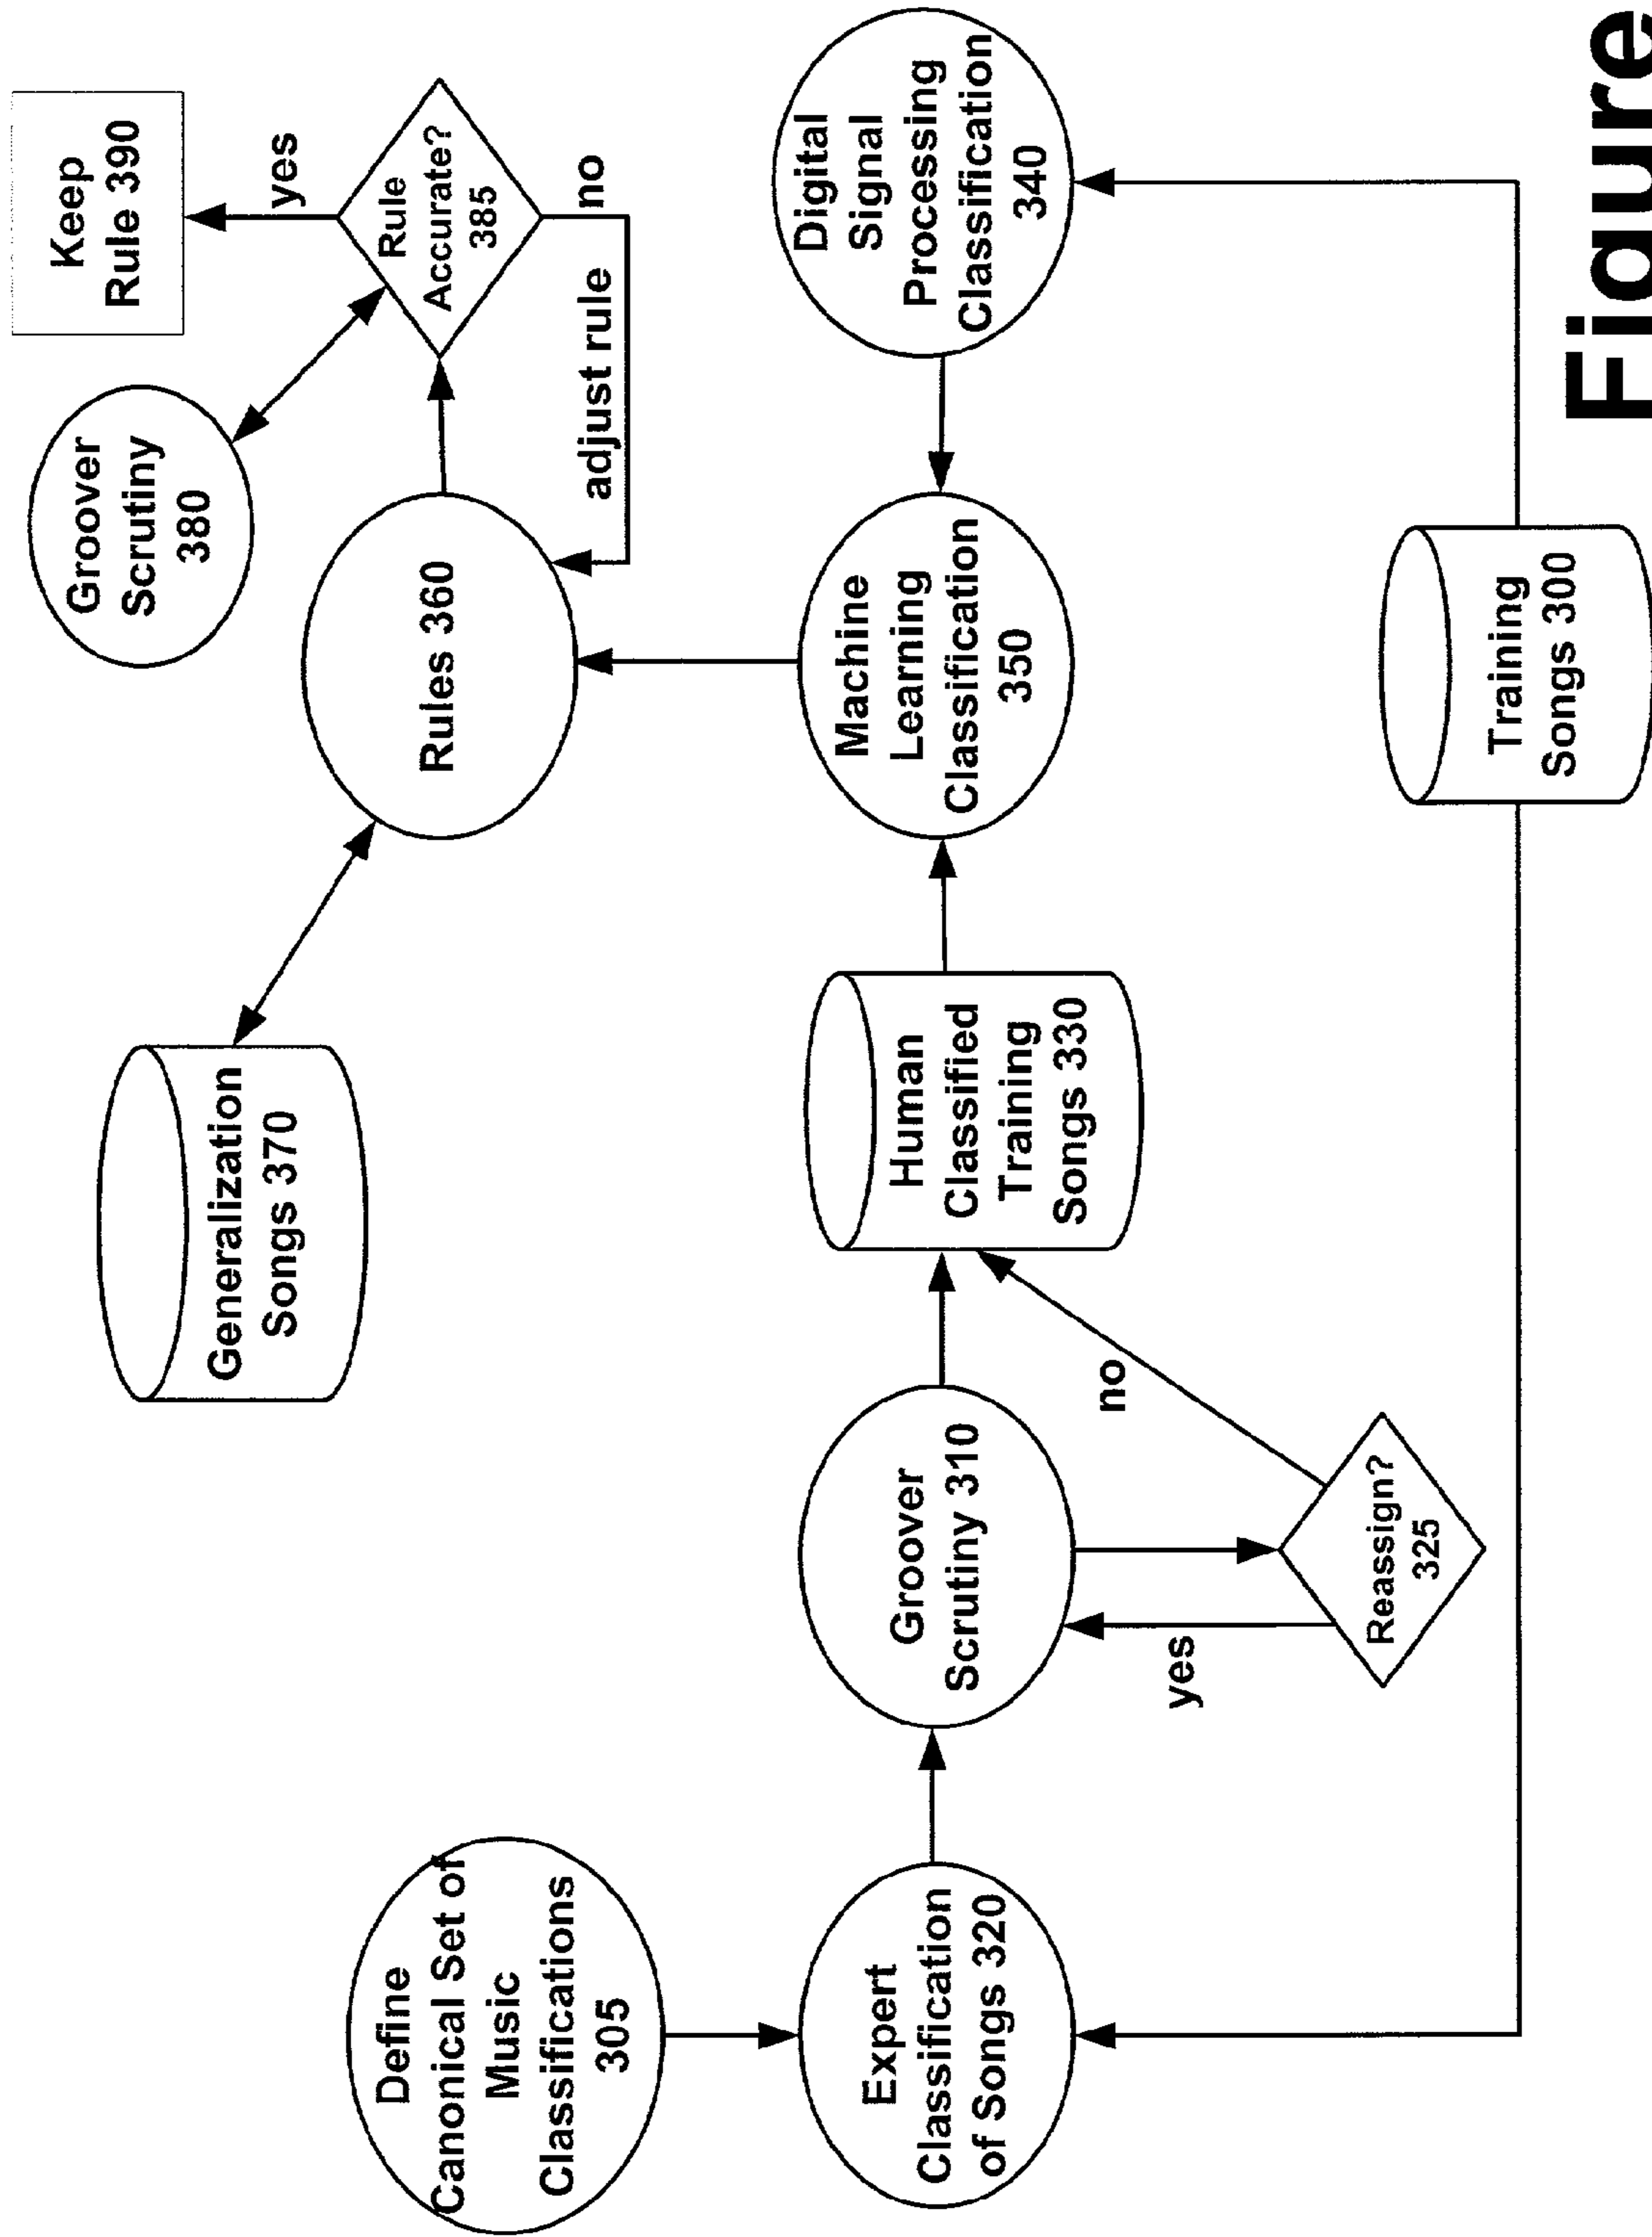 Define
Canonical Set of
Music
Classifications
305
Expert
Classification
of Songs 320
Groover
Scrutiny 310
yes
no
Reassign?
325
Generalization
Songs 370
Human
Classified
Training
Songs 330
Rules 360
Machine
Learning
Classification
350
Training
Songs 300
Groover
Scrutiny
380
Keep
Rule 390
yes
Rule
Accurate?
385
no
adjust rule
Digital
Signal
Processing
Classification
340
Figure